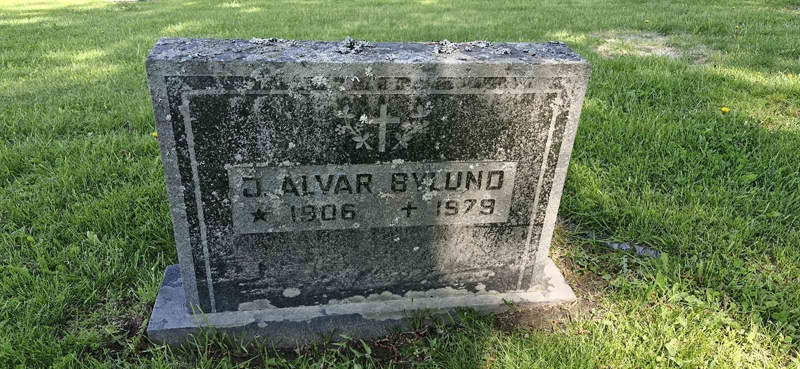 J. ALVAR BYLUND
★ 1906 ✝ 1979